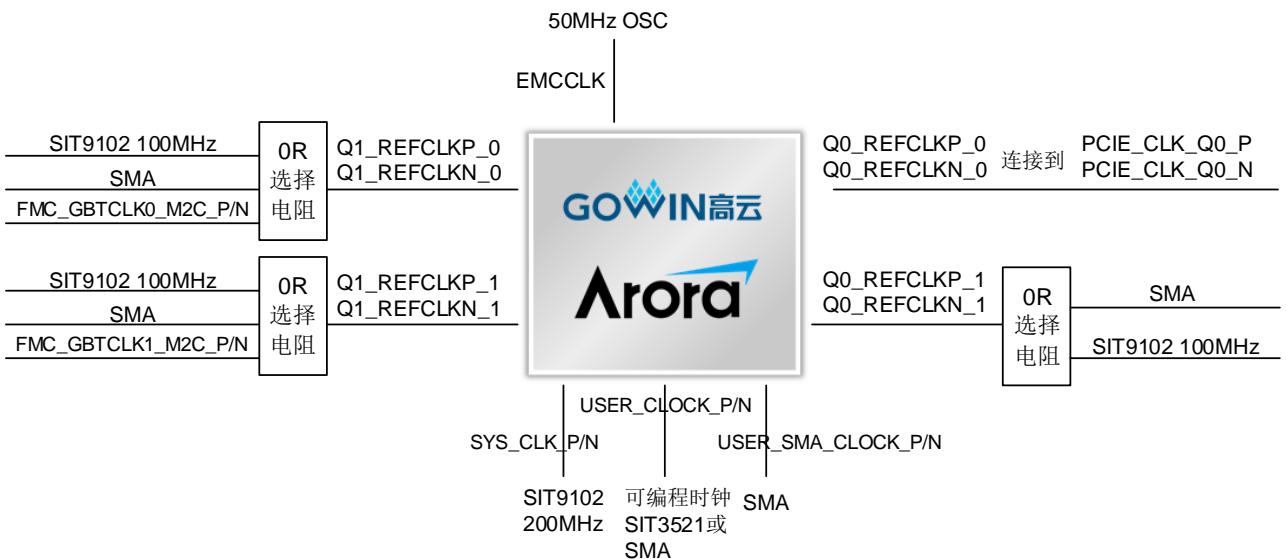 50MHz OSC
EMCCLK
SIT9102 100MHz
SMA
FMC_GBTCLK0_M2C_P/N
0R
选择
电阻
Q1_REFCLKP_0
Q1_REFCLKN_0
SIT9102 100MHz
SMA
FMC_GBTCLK1_M2C_P/N
0R
选择
电阻
Q1_REFCLKP_1
Q1_REFCLKN_1
GOWIN高云
Arora
Q0_REFCLKP_0
Q0_REFCLKN_0
连接到
PCIE_CLK_Q0_P
PCIE_CLK_Q0_N
Q0_REFCLKP_1
Q0_REFCLKN_1
0R
选择
电阻
SMA
SIT9102 100MHz
USER_CLOCK_P/N
SYS_CLK_P/N
USER_SMA_CLOCK_P/N
SIT9102
200MHz
可编程时钟
SIT3521或
SMA
SMA